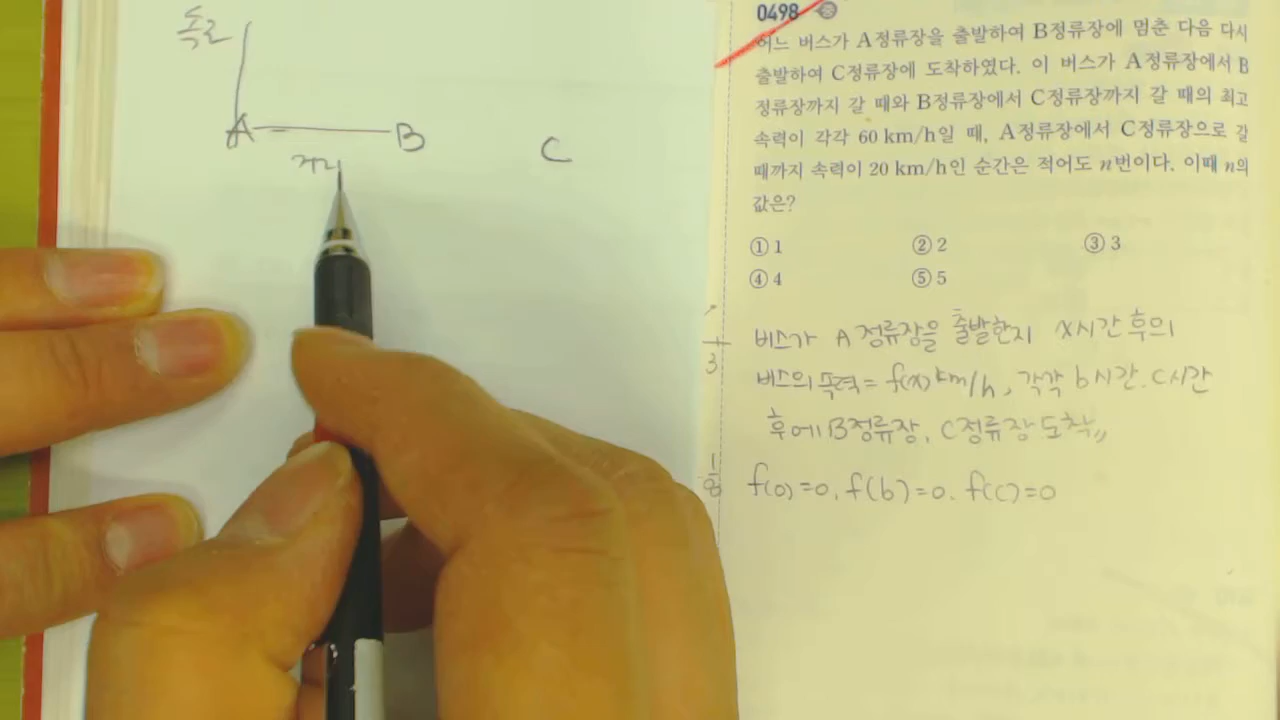 속도
A
B
C
거리
0498 중
어느 버스가 A정류장을 출발하여 B정류장에 멈춘 다음 다시
출발하여 C정류장에 도착하였다. 이 버스가 A정류장에서 B
정류장까지 갈 때와 B정류장에서 C정류장까지 갈 때의 최고
속력이 각각 60 km/h일 때, A정류장에서 C정류장으로 갈
때까지 속력이 20 km/h인 순간은 적어도 n번이다. 이때 n의
값은?
① 1 ② 2 ③ 3
④ 4 ⑤ 5
버스가 A정류장을 출발한지 x시간 후의
버스의 속력= f(x)km/h, 각각 b시간. c시간
후에 B정류장, C정류장 도착
f(0)=0, f(b)=0. f(c)=0